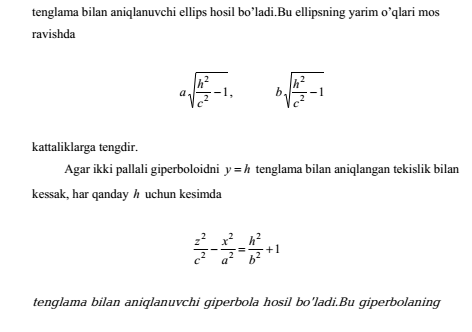 tenglama bilan aniqlanuvchi ellips hosil bo’ladi.Bu ellipsning yarim o’qlari mos
ravishda
a√(h²/c² − 1),   b√(h²/c² − 1)
kattaliklarga tengdir.
Agar ikki pallali giperboloidni y = h tenglama bilan aniqlangan tekislik bilan
kessak, har qanday h uchun kesimda
z²/c² − x²/a² = h²/b² + 1
tenglama bilan aniqlanuvchi giperbola hosil bo’ladi.Bu giperbolaning